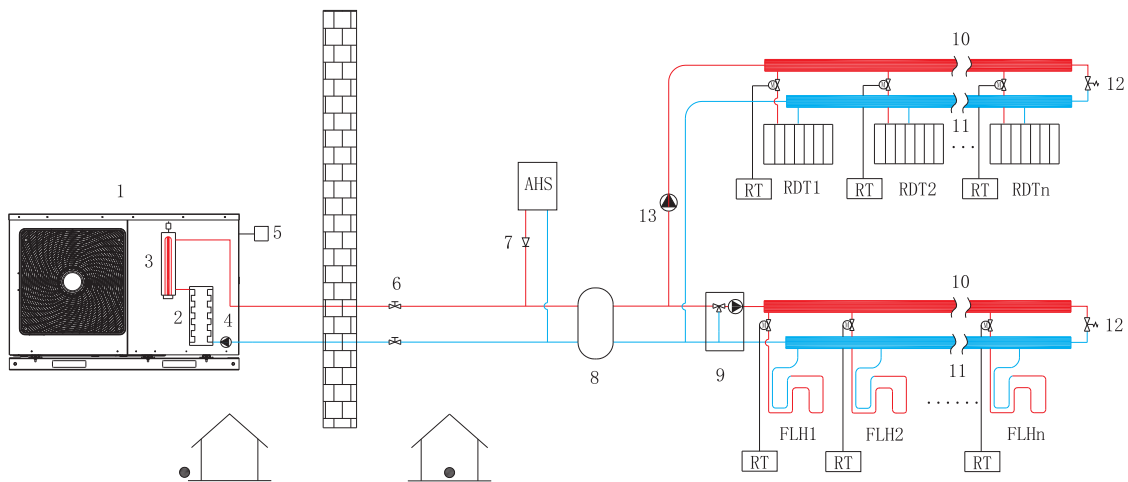 10
12
11
RDT1
RDT2
RDTn
RT
RT
RT
· · · ·
AHS
13
1
5
3
7
6
2
4
8
9
10
12
11
· · · · · ·
FLH1
FLH2
FLHn
RT
RT
RT